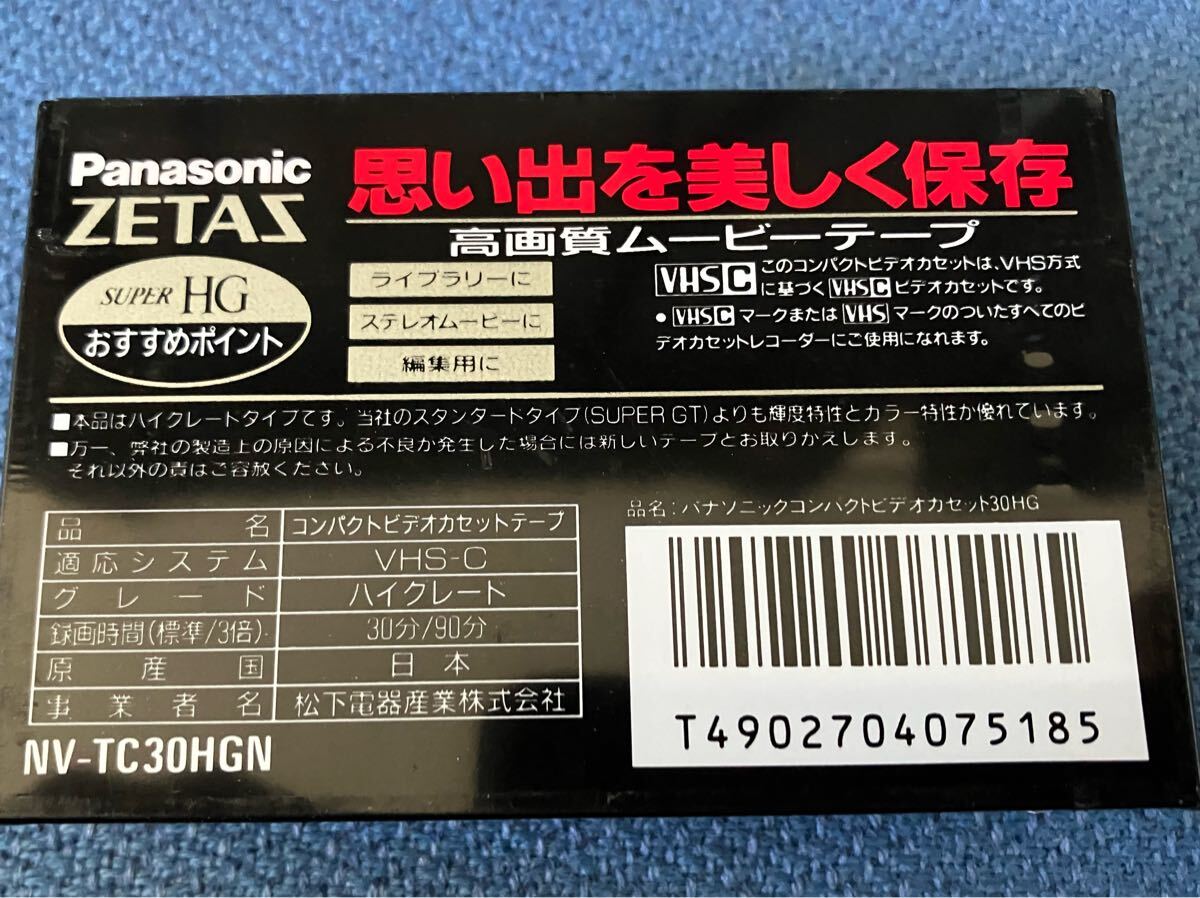 Panasonic
ZETAS
思い出を美しく保存
高画質ムービーテープ
SUPER HG
おすすめポイント
ライブラリーに
ステレオムービーに
編集用に
VHSC このコンパクトビデオカセットは、VHS方式
に基づくVHSCビデオカセットです。
●VHSCマークまたはVHSマークのついたすべてのビ
デオカセットレコーダーにご使用になれます。
■本品はハイグレードタイプです。当社のスタンダードタイプ(SUPER GT)よりも輝度特性とカラー特性が優れています。
■万一、弊社の製造上の原因による不良が発生した場合には新しいテープとお取りかえします。
それ以外の責はご容赦ください。
品名 コンパクトビデオカセットテープ
適応システム VHS-C
グレード ハイグレード
録画時間(標準/3倍) 30分/90分
原産国 日本
事業者名 松下電器産業株式会社
NV-TC30HGN
品名:パナソニックコンパクトビデオカセット30HG
T4902704075185